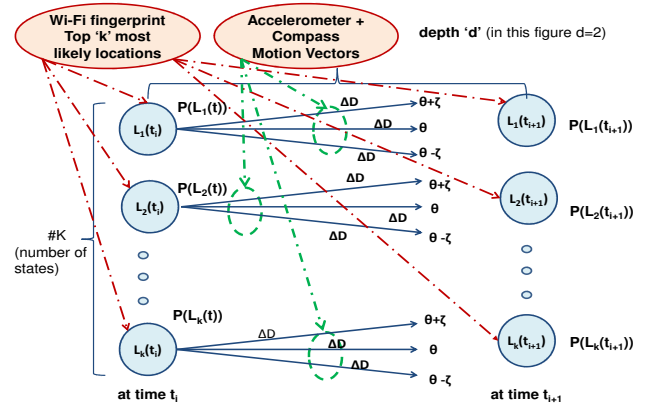 Wi-Fi fingerprint
Top ‘k’ most
likely locations
Accelerometer +
Compass
Motion Vectors
depth ‘d’ (in this figure d=2)
P(L1(t))
ΔD
θ+ζ
L1(ti)
ΔD
θ
ΔD
θ -ζ
L1(ti+1)
P(L1(ti+1))
P(L2(t))
ΔD
θ+ζ
L2(ti)
θ
ΔD
ΔD
θ -ζ
L2(ti+1)
P(L2(ti+1))
#K
(number of
states)
P(Lk(t))
ΔD
θ+ζ
Lk(ti)
ΔD
θ
ΔD
θ -ζ
Lk(ti+1)
P(Lk(ti+1))
at time ti
at time ti+1